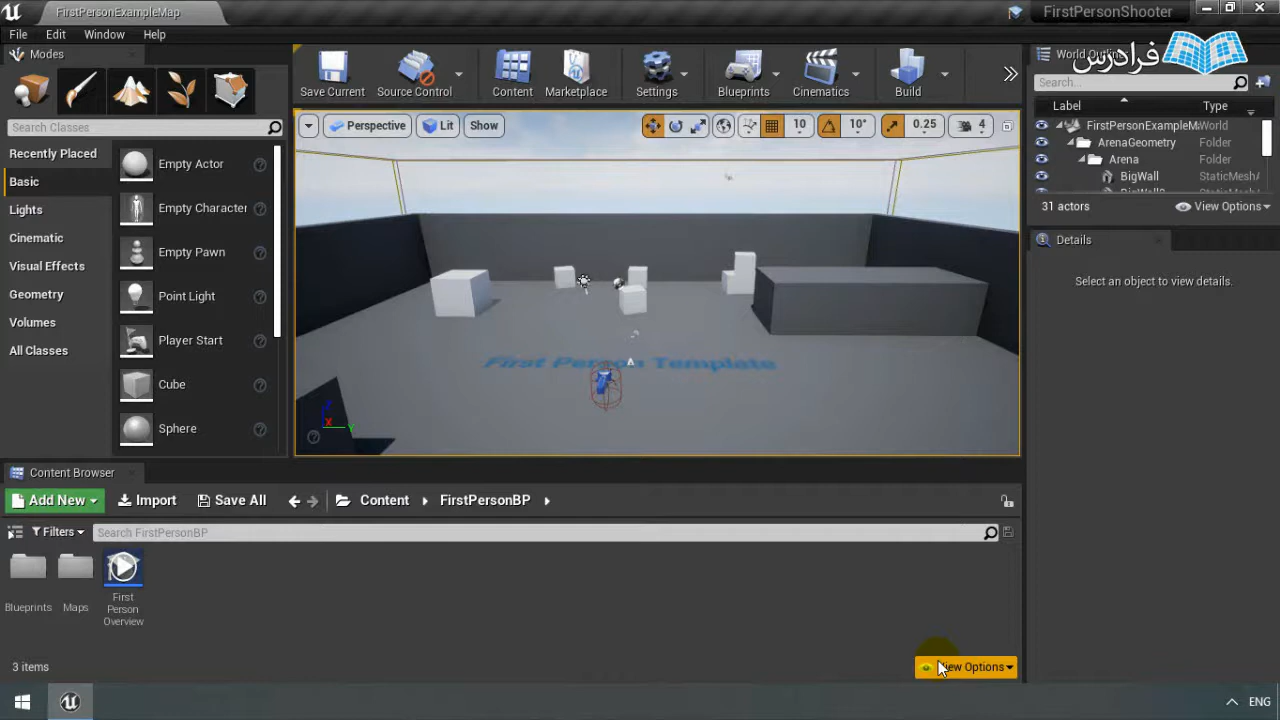 FirstPersonExampleMap
FirstPersonShooter
File Edit Window Help
Modes
Save Current
Source Control
Content
Marketplace
Settings
Blueprints
Cinematics
Build
فرادرس
World
Search...
Label Type
FirstPersonExampleM World
ArenaGeometry Folder
Arena Folder
BigWall StaticMesh
31 actors
View Options
Search Classes
Recently Placed
Basic
Lights
Cinematic
Visual Effects
Geometry
Volumes
All Classes
Empty Actor
Empty Character
Empty Pawn
Point Light
Player Start
Cube
Sphere
Perspective
Lit
Show
10
10°
0.25
4
First Person Template
Z
X
Y
Details
Select an object to view details.
Content Browser
Add New
Import
Save All
Content
FirstPersonBP
Filters
Search FirstPersonBP
Blueprints
Maps
First
Person
Overview
3 items
View Options
ENG